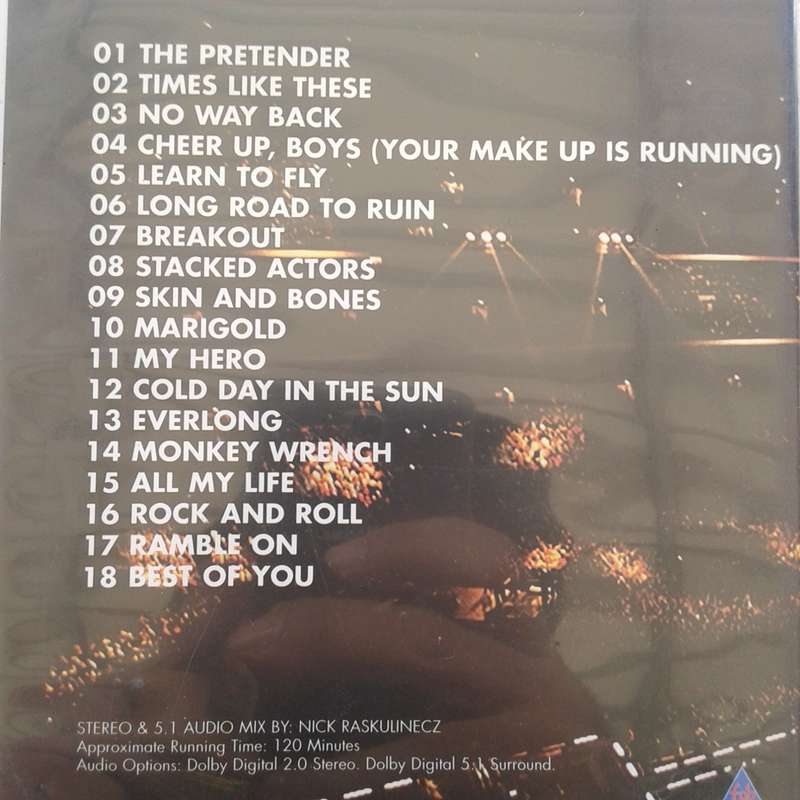 01 THE PRETENDER
02 TIMES LIKE THESE
03 NO WAY BACK
04 CHEER UP, BOYS (YOUR MAKE UP IS RUNNING)
05 LEARN TO FLY
06 LONG ROAD TO RUIN
07 BREAKOUT
08 STACKED ACTORS
09 SKIN AND BONES
10 MARIGOLD
11 MY HERO
12 COLD DAY IN THE SUN
13 EVERLONG
14 MONKEY WRENCH
15 ALL MY LIFE
16 ROCK AND ROLL
17 RAMBLE ON
18 BEST OF YOU
STEREO & 5.1 AUDIO MIX BY: NICK RASKULINECZ
Approximate Running Time: 120 Minutes
Audio Options: Dolby Digital 2.0 Stereo. Dolby Digital 5.1 Surround.